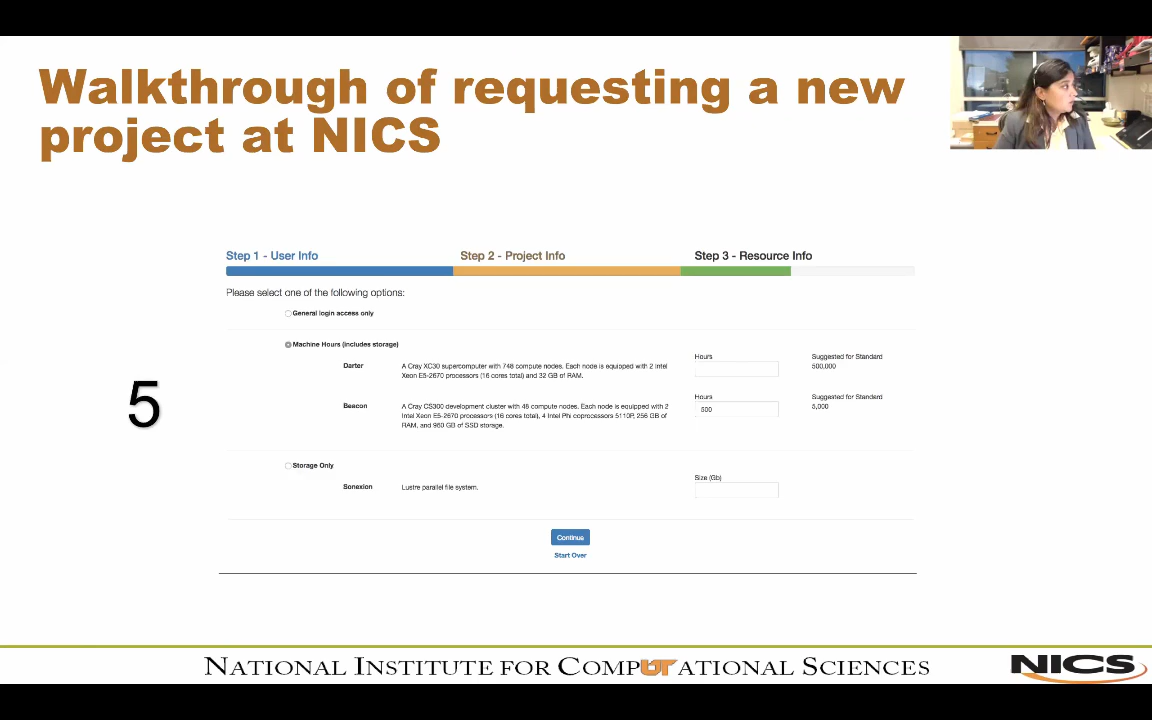 Walkthrough of requesting a new
project at NICS
Step 1 - User Info
Step 2 - Project Info
Step 3 - Resource Info
Please select one of the following options:
General login access only
Machine Hours (includes storage)
Darter
A Cray XC30 supercomputer with 748 compute nodes. Each node is equipped with 2 Intel
Xeon E5-2670 processors (16 cores total) and 32 GB of RAM.
Hours
Suggested for Standard
500,000
5
Beacon
A Cray CS300 development cluster with 48 compute nodes. Each node is equipped with 2
Intel Xeon E5-2670 processors (16 cores total), 4 Intel Phi coprocessors 5110P, 256 GB of
RAM, and 960 GB of SSD storage.
Hours
500
Suggested for Standard
5,000
Storage Only
Sonexion
Lustre parallel file system.
Size (Gb)
Continue
Start Over
NATIONAL INSTITUTE FOR COMPUTATIONAL SCIENCES
NICS